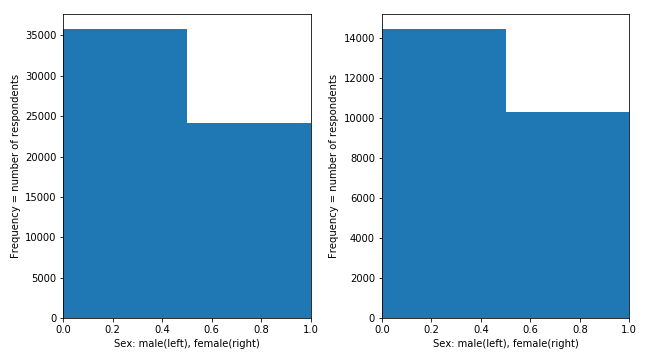 35000
30000
25000
20000
15000
10000
5000
0
Frequency = number of respondents
0.0 0.2 0.4 0.6 0.8 1.0
Sex: male(left), female(right)
14000
12000
10000
8000
6000
4000
2000
0
Frequency = number of respondents
0.0 0.2 0.4 0.6 0.8 1.0
Sex: male(left), female(right)